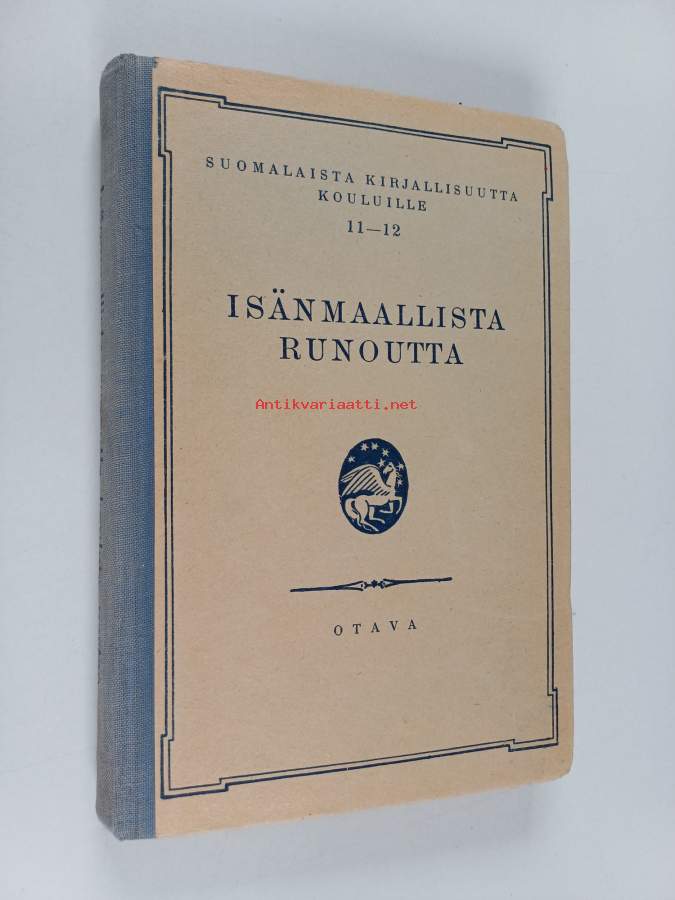 SUOMALAISTA KIRJALLISUUTTA
KOULUILLE
11—12
ISÄNMAALLISTA
RUNOUTTA
Antikvariaatti.net
OTAVA